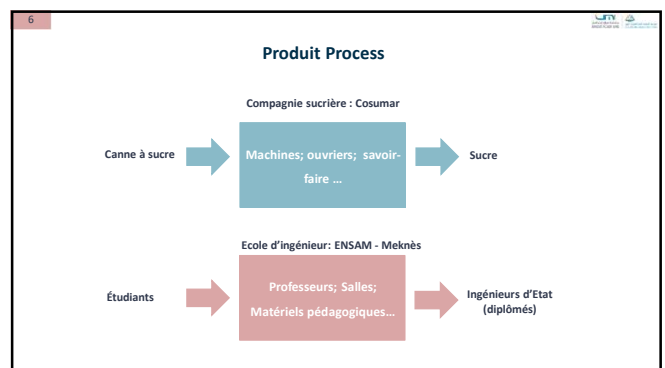 6
Produit Process
Compagnie sucrière : Cosumar
Canne à sucre
Machines; ouvriers; savoir-
faire ...
Sucre
Ecole d'ingénieur: ENSAM - Meknès
Étudiants
Professeurs; Salles;
Matériels pédagogiques...
Ingénieurs d'Etat
(diplômés)